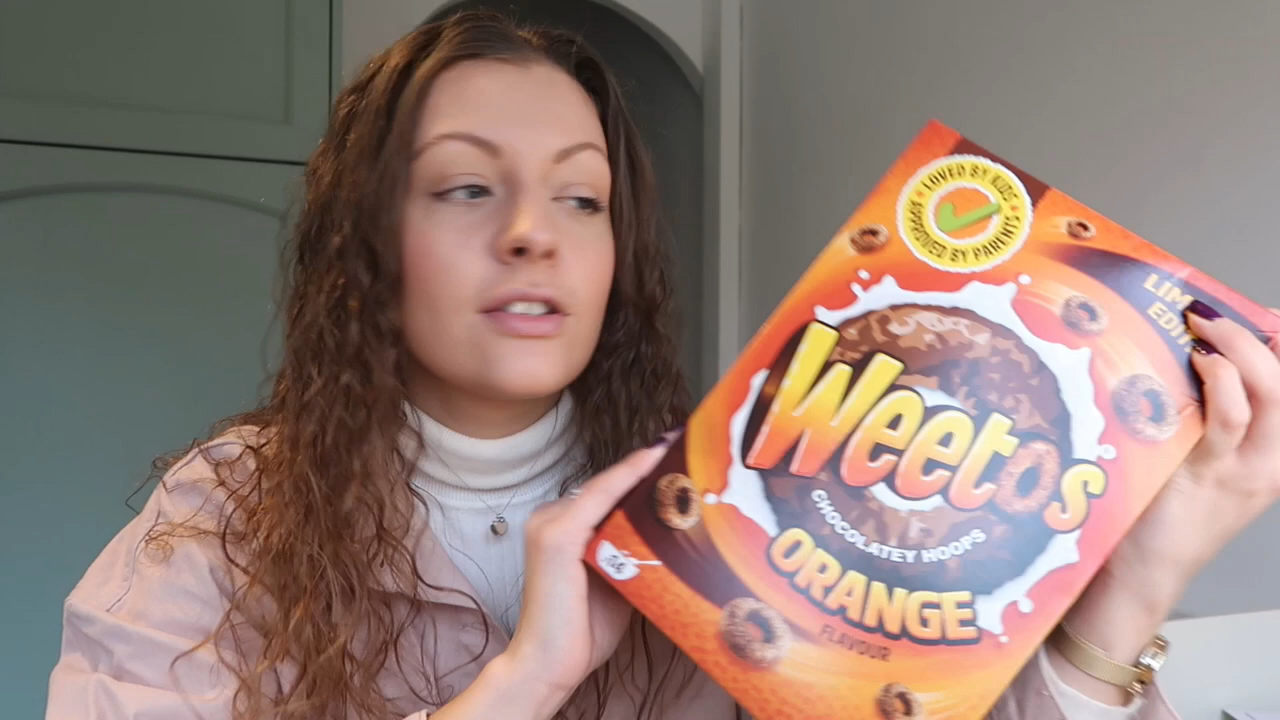 LOVED BY KIDS
APPROVED BY PARENTS
Weetos
CHOCOLATEY HOOPS
ORANGE
FLAVOUR